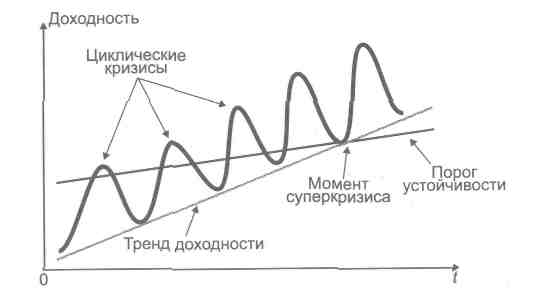 Доходность
Циклические
кризисы
Порог
устойчивости
Момент
суперкризиса
Тренд доходности
0
t